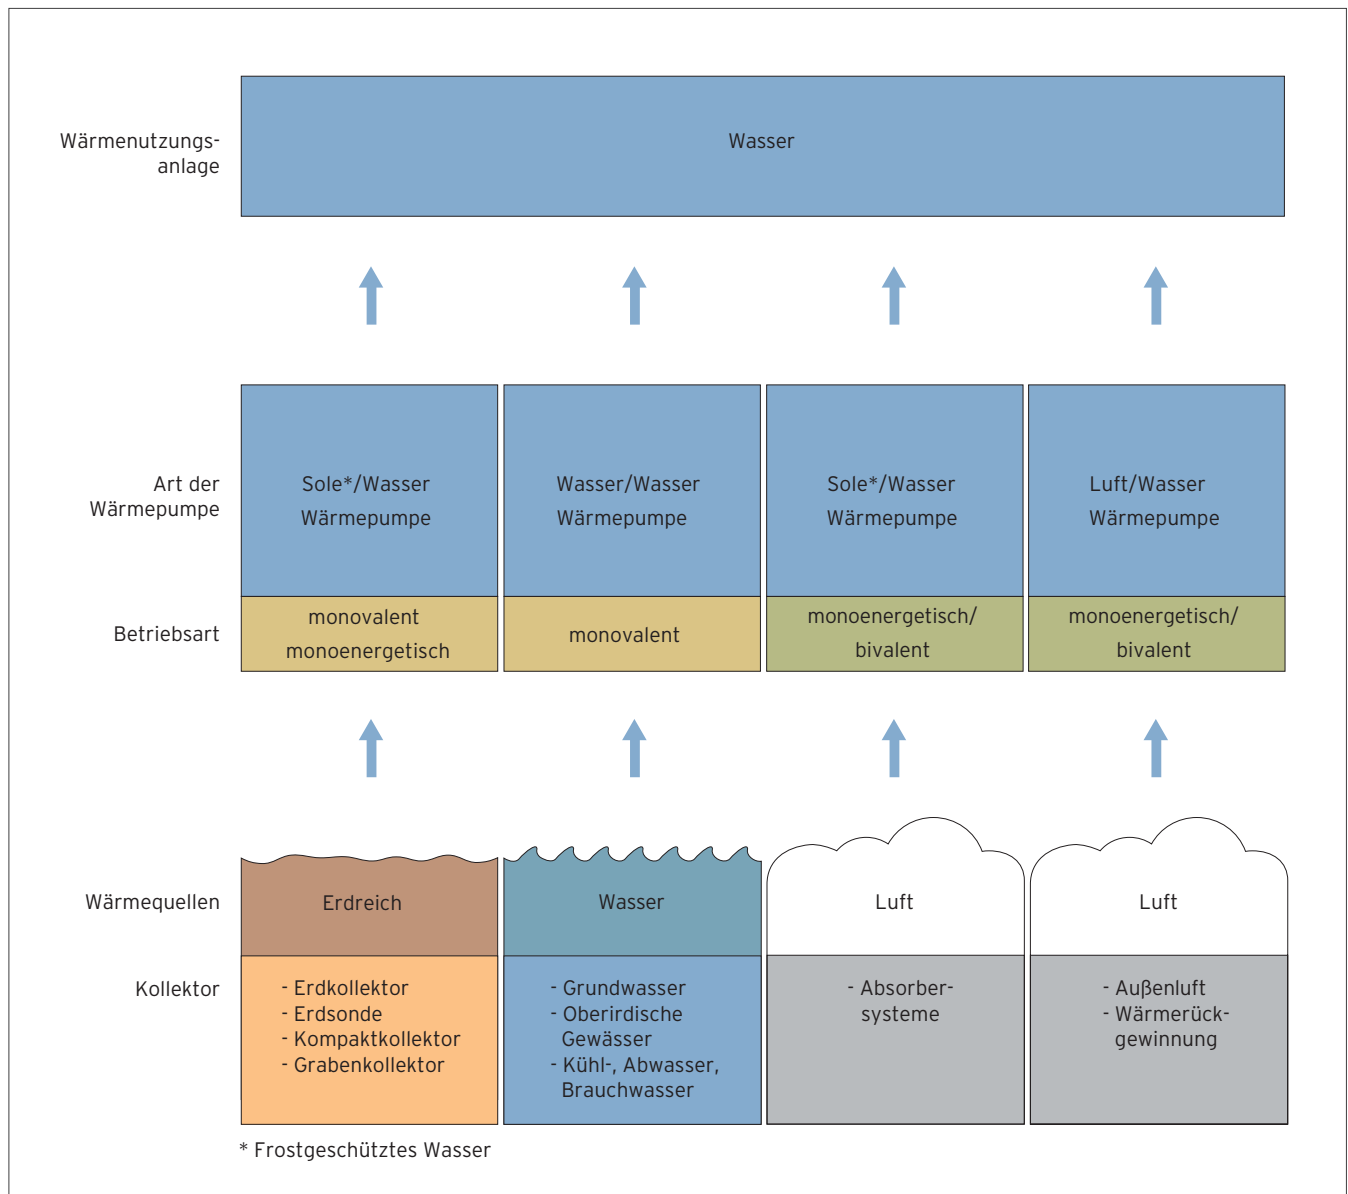 Wärmenutzungs-
anlage
Wasser
Art der
Wärmepumpe
Sole*/Wasser
Wärmepumpe
Wasser/Wasser
Wärmepumpe
Sole*/Wasser
Wärmepumpe
Luft/Wasser
Wärmepumpe
Betriebsart
monovalent
monoenergetisch
monovalent
monoenergetisch/
bivalent
monoenergetisch/
bivalent
Wärmequellen
Erdreich
Wasser
Luft
Luft
Kollektor
- Erdkollektor
- Erdsonde
- Kompaktkollektor
- Grabenkollektor
- Grundwasser
- Oberirdische
Gewässer
- Kühl-, Abwasser,
Brauchwasser
- Absorber-
systeme
- Außenluft
- Wärmerück-
gewinnung
* Frostgeschütztes Wasser